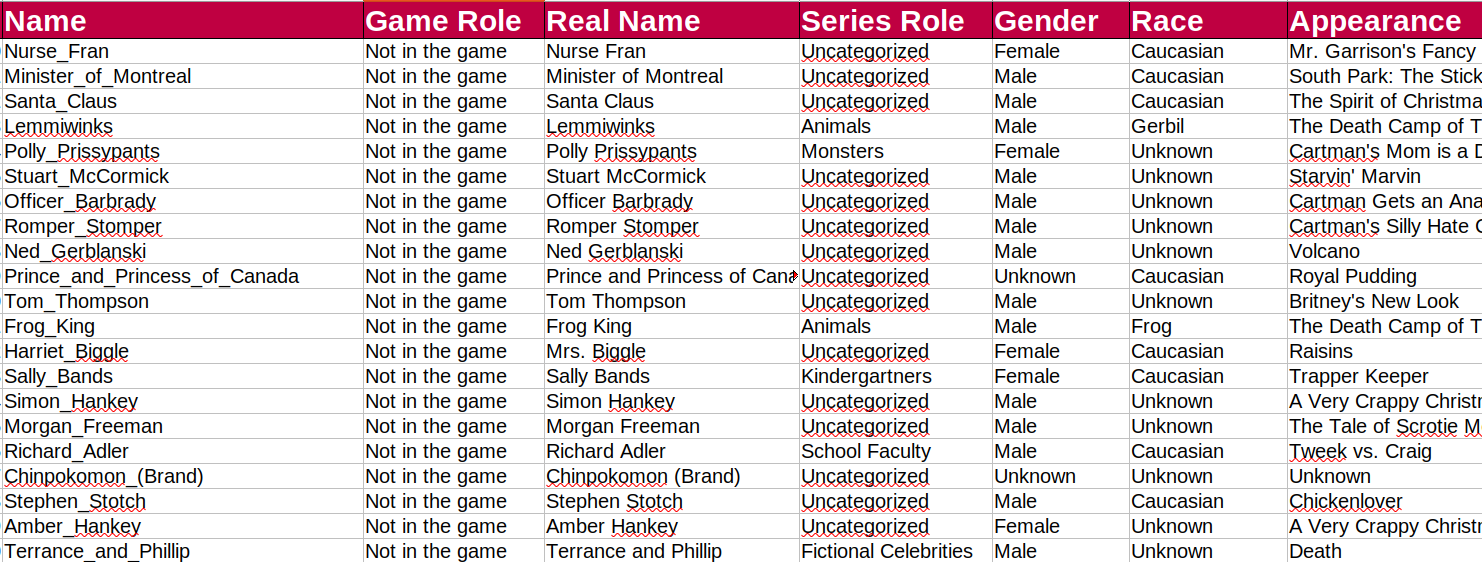 Name Game Role Real Name Series Role Gender Race Appearance
Nurse_Fran Not in the game Nurse Fran Uncategorized Female Caucasian Mr. Garrison's Fancy
Minister_of_Montreal Not in the game Minister of Montreal Uncategorized Male Caucasian South Park: The Stick
Santa_Claus Not in the game Santa Claus Uncategorized Male Caucasian The Spirit of Christma
Lemmiwinks Not in the game Lemmiwinks Animals Male Gerbil The Death Camp of T
Polly_Prissypants Not in the game Polly Prissypants Monsters Female Unknown Cartman's Mom is a D
Stuart_McCormick Not in the game Stuart McCormick Uncategorized Male Unknown Starvin' Marvin
Officer_Barbrady Not in the game Officer Barbrady Uncategorized Male Unknown Cartman Gets an Ana
Romper_Stomper Not in the game Romper Stomper Uncategorized Male Unknown Cartman's Silly Hate C
Ned_Gerblanski Not in the game Ned Gerblanski Uncategorized Male Unknown Volcano
Prince_and_Princess_of_Canada Not in the game Prince and Princess of Cana Uncategorized Unknown Caucasian Royal Pudding
Tom_Thompson Not in the game Tom Thompson Uncategorized Male Unknown Britney's New Look
Frog_King Not in the game Frog King Animals Male Frog The Death Camp of T
Harriet_Biggle Not in the game Mrs. Biggle Uncategorized Female Caucasian Raisins
Sally_Bands Not in the game Sally Bands Kindergartners Female Caucasian Trapper Keeper
Simon_Hankey Not in the game Simon Hankey Uncategorized Male Unknown A Very Crappy Christr
Morgan_Freeman Not in the game Morgan Freeman Uncategorized Male Unknown The Tale of Scrotie M
Richard_Adler Not in the game Richard Adler School Faculty Male Caucasian Tweek vs. Craig
Chinpokomon_(Brand) Not in the game Chinpokomon (Brand) Uncategorized Unknown Unknown Unknown
Stephen_Stotch Not in the game Stephen Stotch Uncategorized Male Caucasian Chickenlover
Amber_Hankey Not in the game Amber Hankey Uncategorized Female Unknown A Very Crappy Christr
Terrance_and_Phillip Not in the game Terrance and Phillip Fictional Celebrities Male Unknown Death